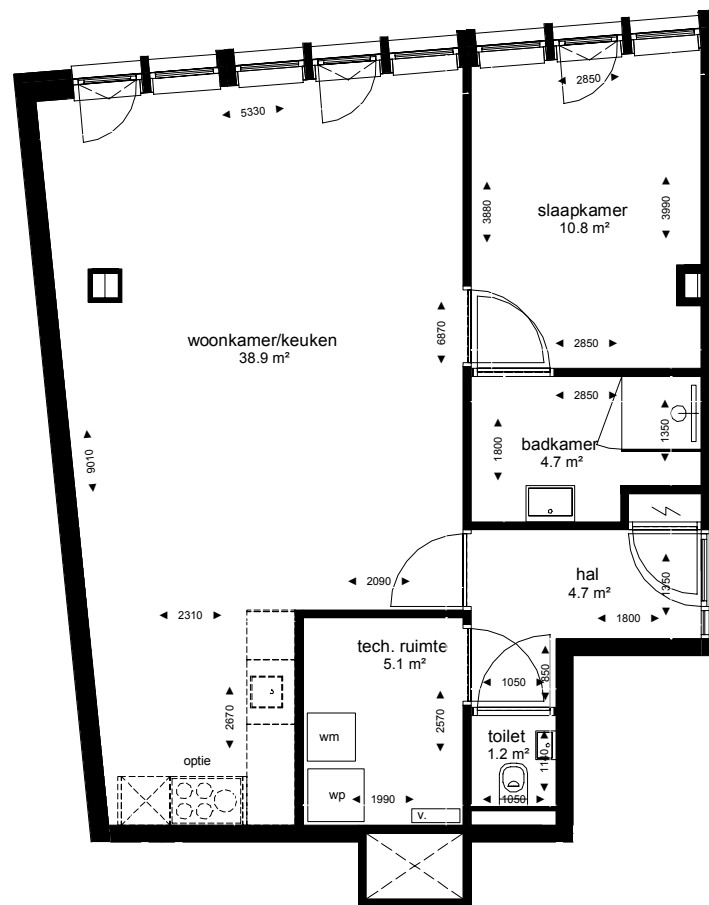 5330
2850
3880
3990
slaapkamer
10.8 m²
6870
woonkamer/keuken
38.9 m²
2850
2850
1350
1800
badkamer
4.7 m²
9010
2090
hal
4.7 m²
1350
1800
2310
tech. ruimte
5.1 m²
850
1050
2670
2570
toilet
1.2 m²
1140
wm
optie
wp
1990
1050
v.